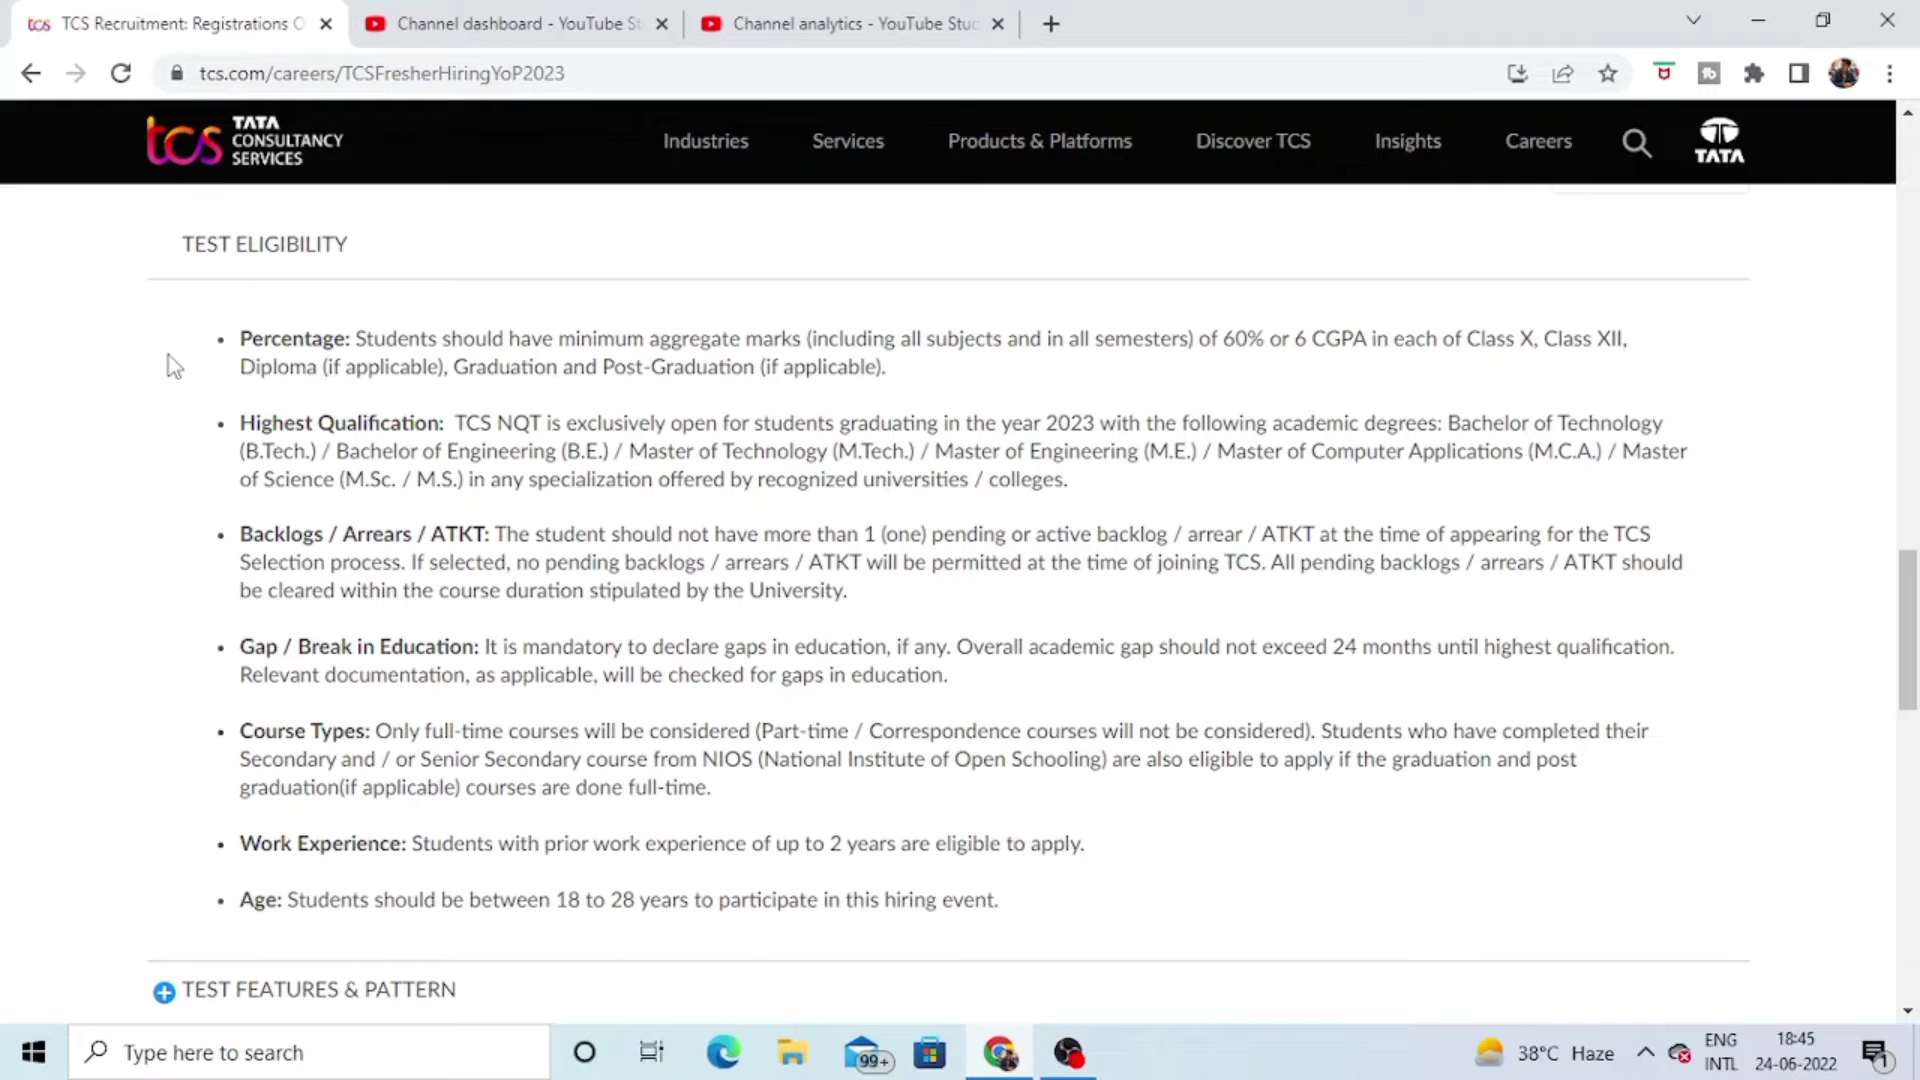 TCS Recruitment: Registrations O
Channel dashboard - YouTube St
Channel analytics - YouTube Stud
tcs.com/careers/TCSFresherHiringYoP2023
tcs TATA
CONSULTANCY
SERVICES
Industries
Services
Products & Platforms
Discover TCS
Insights
Careers
TATA
TEST ELIGIBILITY
• Percentage: Students should have minimum aggregate marks (including all subjects and in all semesters) of 60% or 6 CGPA in each of Class X, Class XII,
Diploma (if applicable), Graduation and Post-Graduation (if applicable).
• Highest Qualification: TCS NQT is exclusively open for students graduating in the year 2023 with the following academic degrees: Bachelor of Technology
(B.Tech.) / Bachelor of Engineering (B.E.) / Master of Technology (M.Tech.) / Master of Engineering (M.E.) / Master of Computer Applications (M.C.A.) / Master
of Science (M.Sc. / M.S.) in any specialization offered by recognized universities / colleges.
• Backlogs / Arrears / ATKT: The student should not have more than 1 (one) pending or active backlog / arrear / ATKT at the time of appearing for the TCS
Selection process. If selected, no pending backlogs / arrears / ATKT will be permitted at the time of joining TCS. All pending backlogs / arrears / ATKT should
be cleared within the course duration stipulated by the University.
• Gap / Break in Education: It is mandatory to declare gaps in education, if any. Overall academic gap should not exceed 24 months until highest qualification.
Relevant documentation, as applicable, will be checked for gaps in education.
• Course Types: Only full-time courses will be considered (Part-time / Correspondence courses will not be considered). Students who have completed their
Secondary and / or Senior Secondary course from NIOS (National Institute of Open Schooling) are also eligible to apply if the graduation and post
graduation(if applicable) courses are done full-time.
• Work Experience: Students with prior work experience of up to 2 years are eligible to apply.
• Age: Students should be between 18 to 28 years to participate in this hiring event.
TEST FEATURES & PATTERN
Type here to search
99+
38°C Haze
ENG
INTL
18:45
24-06-2022
1